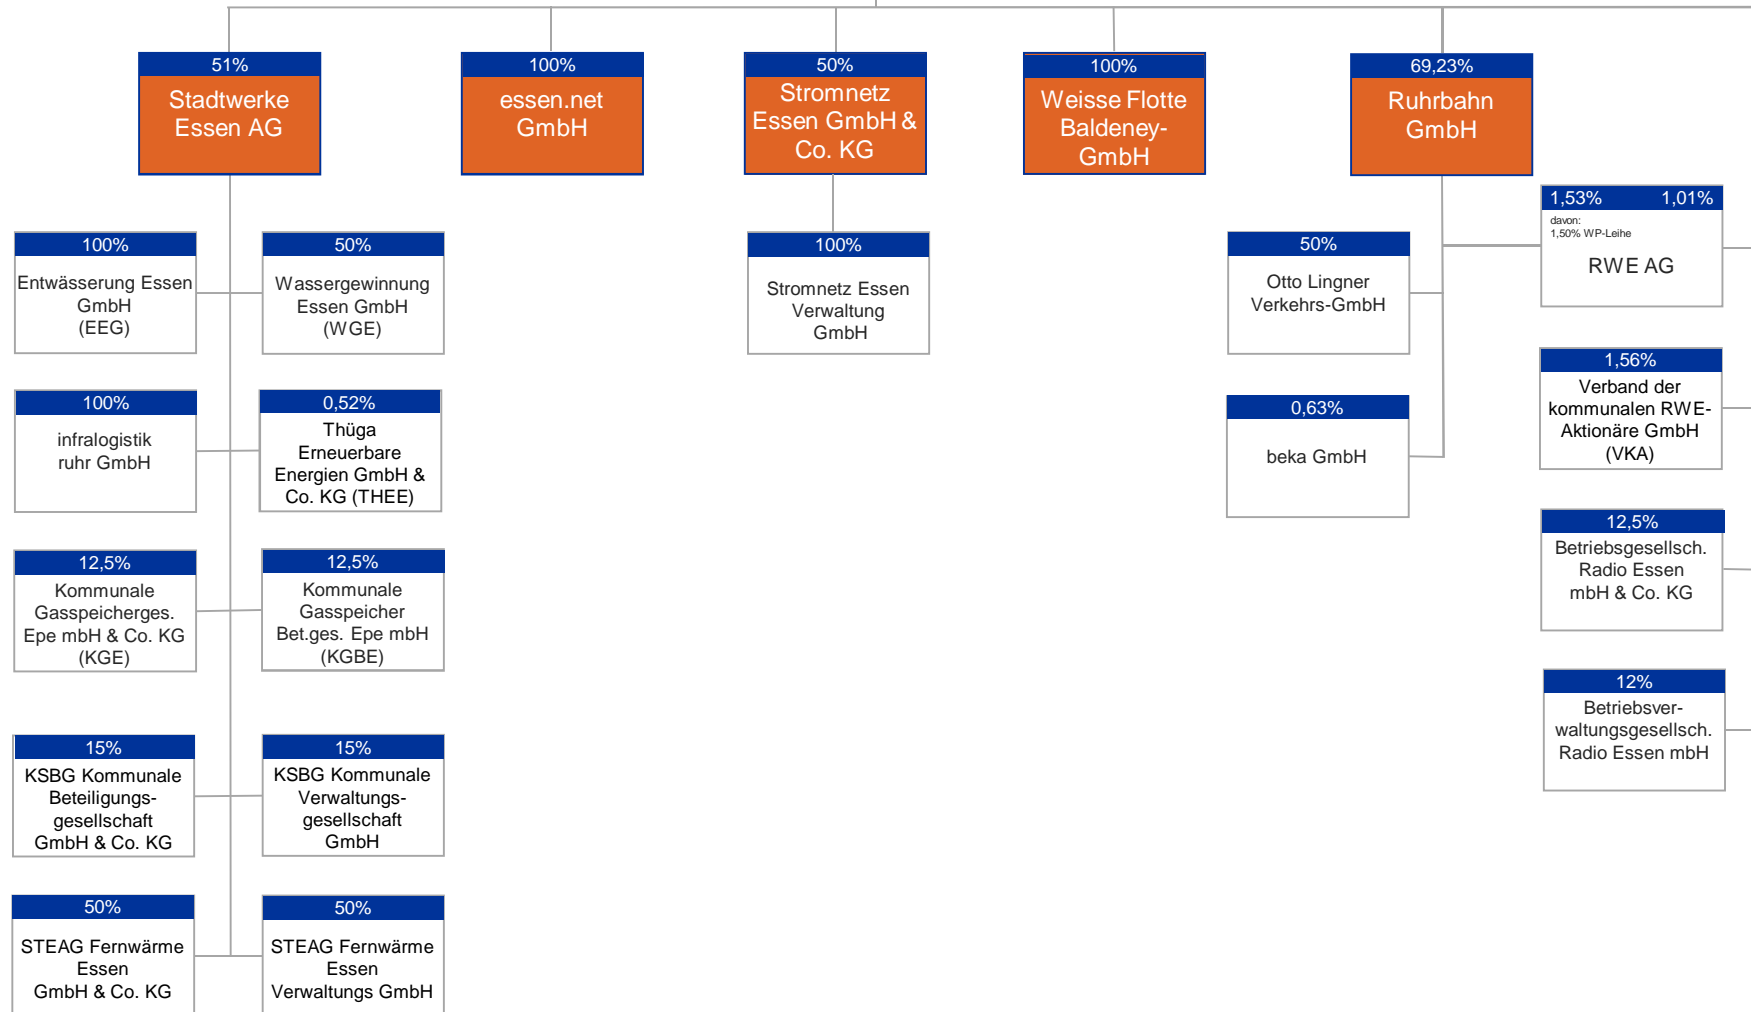 51%
Stadtwerke
Essen AG
100%
essen.net
GmbH
50%
Stromnetz
Essen GmbH &
Co. KG
100%
Weisse Flotte
Baldeney-
GmbH
69,23%
Ruhrbahn
GmbH
100%
Entwässerung Essen
GmbH
(EEG)
50%
Wassergewinnung
Essen GmbH
(WGE)
100%
Stromnetz Essen
Verwaltung
GmbH
50%
Otto Lingner
Verkehrs-GmbH
1,53% 1,01%
davon:
1,50% WP-Leihe
RWE AG
100%
infralogistik
ruhr GmbH
0,52%
Thüga
Erneuerbare
Energien GmbH &
Co. KG (THEE)
0,63%
beka GmbH
1,56%
Verband der
kommunalen RWE-
Aktionäre GmbH
(VKA)
12,5%
Kommunale
Gasspeicherges.
Epe mbH & Co. KG
(KGE)
12,5%
Kommunale
Gasspeicher
Bet.ges. Epe mbH
(KGBE)
12,5%
Betriebsgesellsch.
Radio Essen
mbH & Co. KG
15%
KSBG Kommunale
Beteiligungs-
gesellschaft
GmbH & Co. KG
15%
KSBG Kommunale
Verwaltungs-
gesellschaft
GmbH
12%
Betriebsver-
waltungsgesellsch.
Radio Essen mbH
50%
STEAG Fernwärme
Essen
GmbH & Co. KG
50%
STEAG Fernwärme
Essen
Verwaltungs GmbH